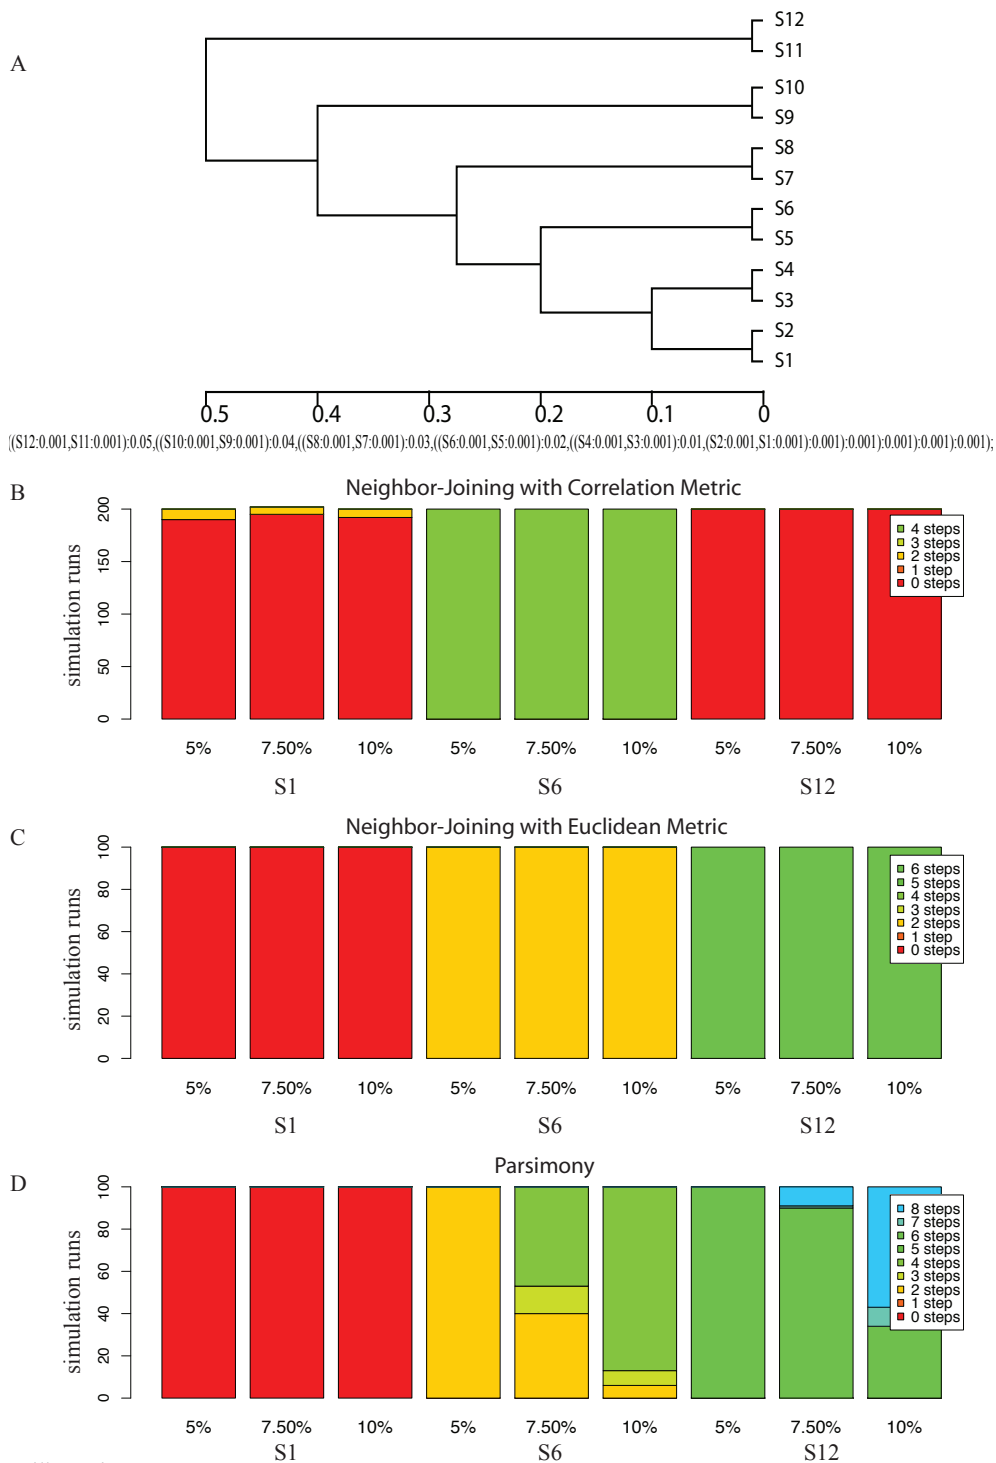 A
S12
S11
S10
S9
S8
S7
S6
S5
S4
S3
S2
S1
0.5 0.4 0.3 0.2 0.1 0
((S12:0.001,S11:0.001):0.05,((S10:0.001,S9:0.001):0.04,((S8:0.001,S7:0.001):0.03,((S6:0.001,S5:0.001):0.02,((S4:0.001,S3:0.001):0.01,(S2:0.001,S1:0.001):0.001):0.001):0.001):0.001):0.001);
B
Neighbor-Joining with Correlation Metric
simulation runs
200
150
100
50
0
4 steps
3 steps
2 steps
1 step
0 steps
5% 7.50% 10% 5% 7.50% 10% 5% 7.50% 10%
S1 S6 S12
C
Neighbor-Joining with Euclidean Metric
simulation runs
100
80
60
40
20
0
6 steps
5 steps
4 steps
3 steps
2 steps
1 step
0 steps
5% 7.50% 10% 5% 7.50% 10% 5% 7.50% 10%
S1 S6 S12
D
Parsimony
simulation runs
100
80
60
40
20
0
8 steps
7 steps
6 steps
5 steps
4 steps
3 steps
2 steps
1 step
0 steps
5% 7.50% 10% 5% 7.50% 10% 5% 7.50% 10%
S1 S6 S12